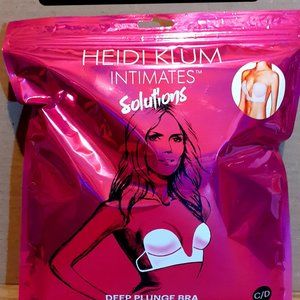 HEIDI KLUM
INTIMATES™
Solutions
DEEP PLUNGE BRA
C/D